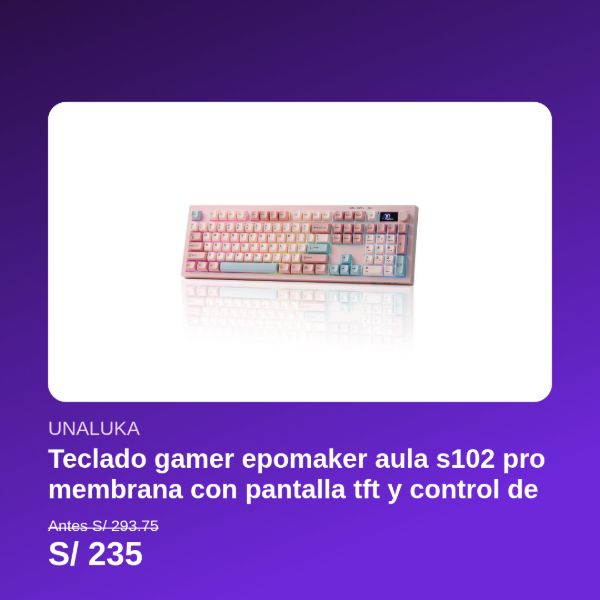 UNALUKA
Teclado gamer epomaker aula s102 pro
membrana con pantalla tft y control de
Antes S/ 293.75
S/ 235